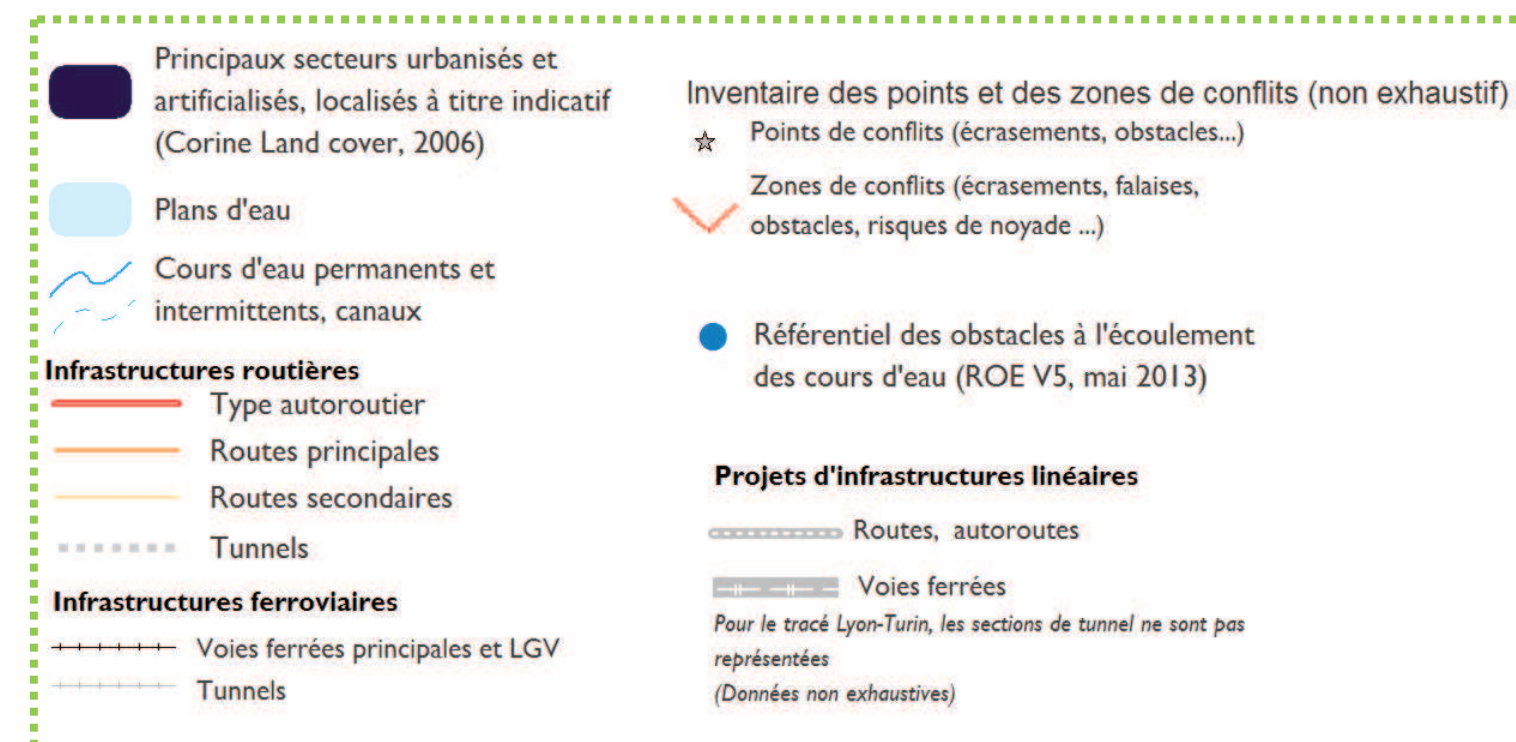 Principaux secteurs urbanisés et
artificialisés, localisés à titre indicatif
(Corine Land cover, 2006)
Plans d'eau
Cours d'eau permanents et
intermittents, canaux
Infrastructures routières
Type autoroutier
Routes principales
Routes secondaires
Tunnels
Infrastructures ferroviaires
Voies ferrées principales et LGV
Tunnels
Inventaire des points et des zones de conflits (non exhaustif)
Points de conflits (écrasements, obstacles...)
Zones de conflits (écrasements, falaises,
obstacles, risques de noyade ...)
Référentiel des obstacles à l'écoulement
des cours d'eau (ROE V5, mai 2013)
Projets d'infrastructures linéaires
Routes, autoroutes
Voies ferrées
Pour le tracé Lyon-Turin, les sections de tunnel ne sont pas
représentées
(Données non exhaustives)